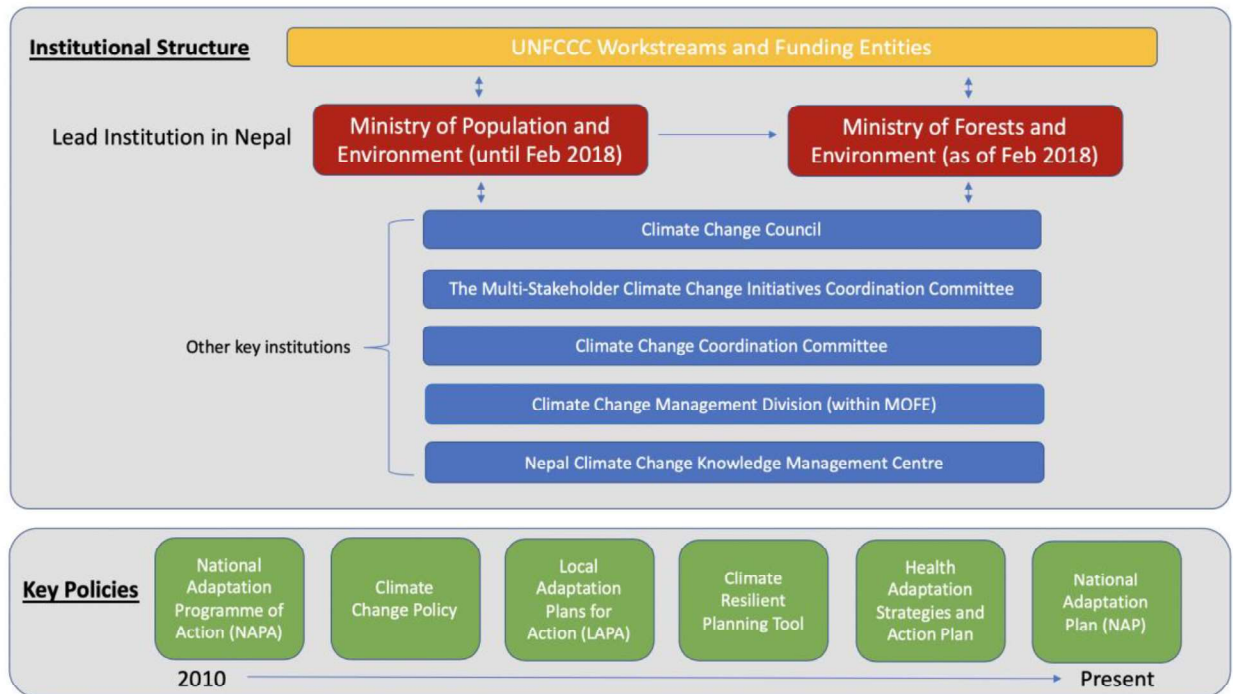 Institutional Structure
UNFCCC Workstreams and Funding Entities
Lead Institution in Nepal
Ministry of Population and
Environment (until Feb 2018)
Ministry of Forests and
Environment (as of Feb 2018)
Climate Change Council
The Multi-Stakeholder Climate Change Initiatives Coordination Committee
Other key institutions
Climate Change Coordination Committee
Climate Change Management Division (within MOFE)
Nepal Climate Change Knowledge Management Centre
Key Policies
National
Adaptation
Programme of
Action (NAPA)
Climate
Change Policy
Local
Adaptation
Plans for
Action (LAPA)
Climate
Resilient
Planning Tool
Health
Adaptation
Strategies and
Action Plan
National
Adaptation
Plan (NAP)
2010
Present